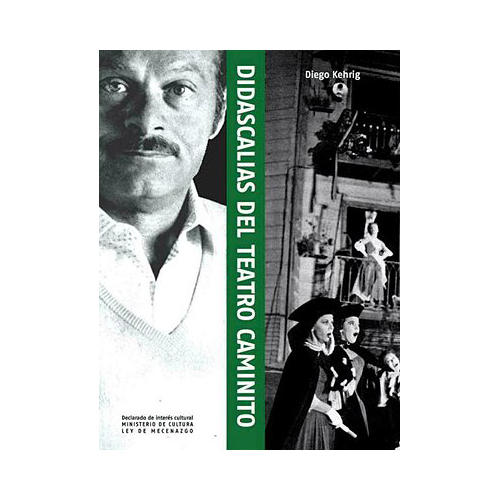 Diego Kehrig
DIDASCALIAS DEL TEATRO CAMINITO
Declarado de interés cultural
MINISTERIO DE CULTURA
LEY DE MECENAZGO